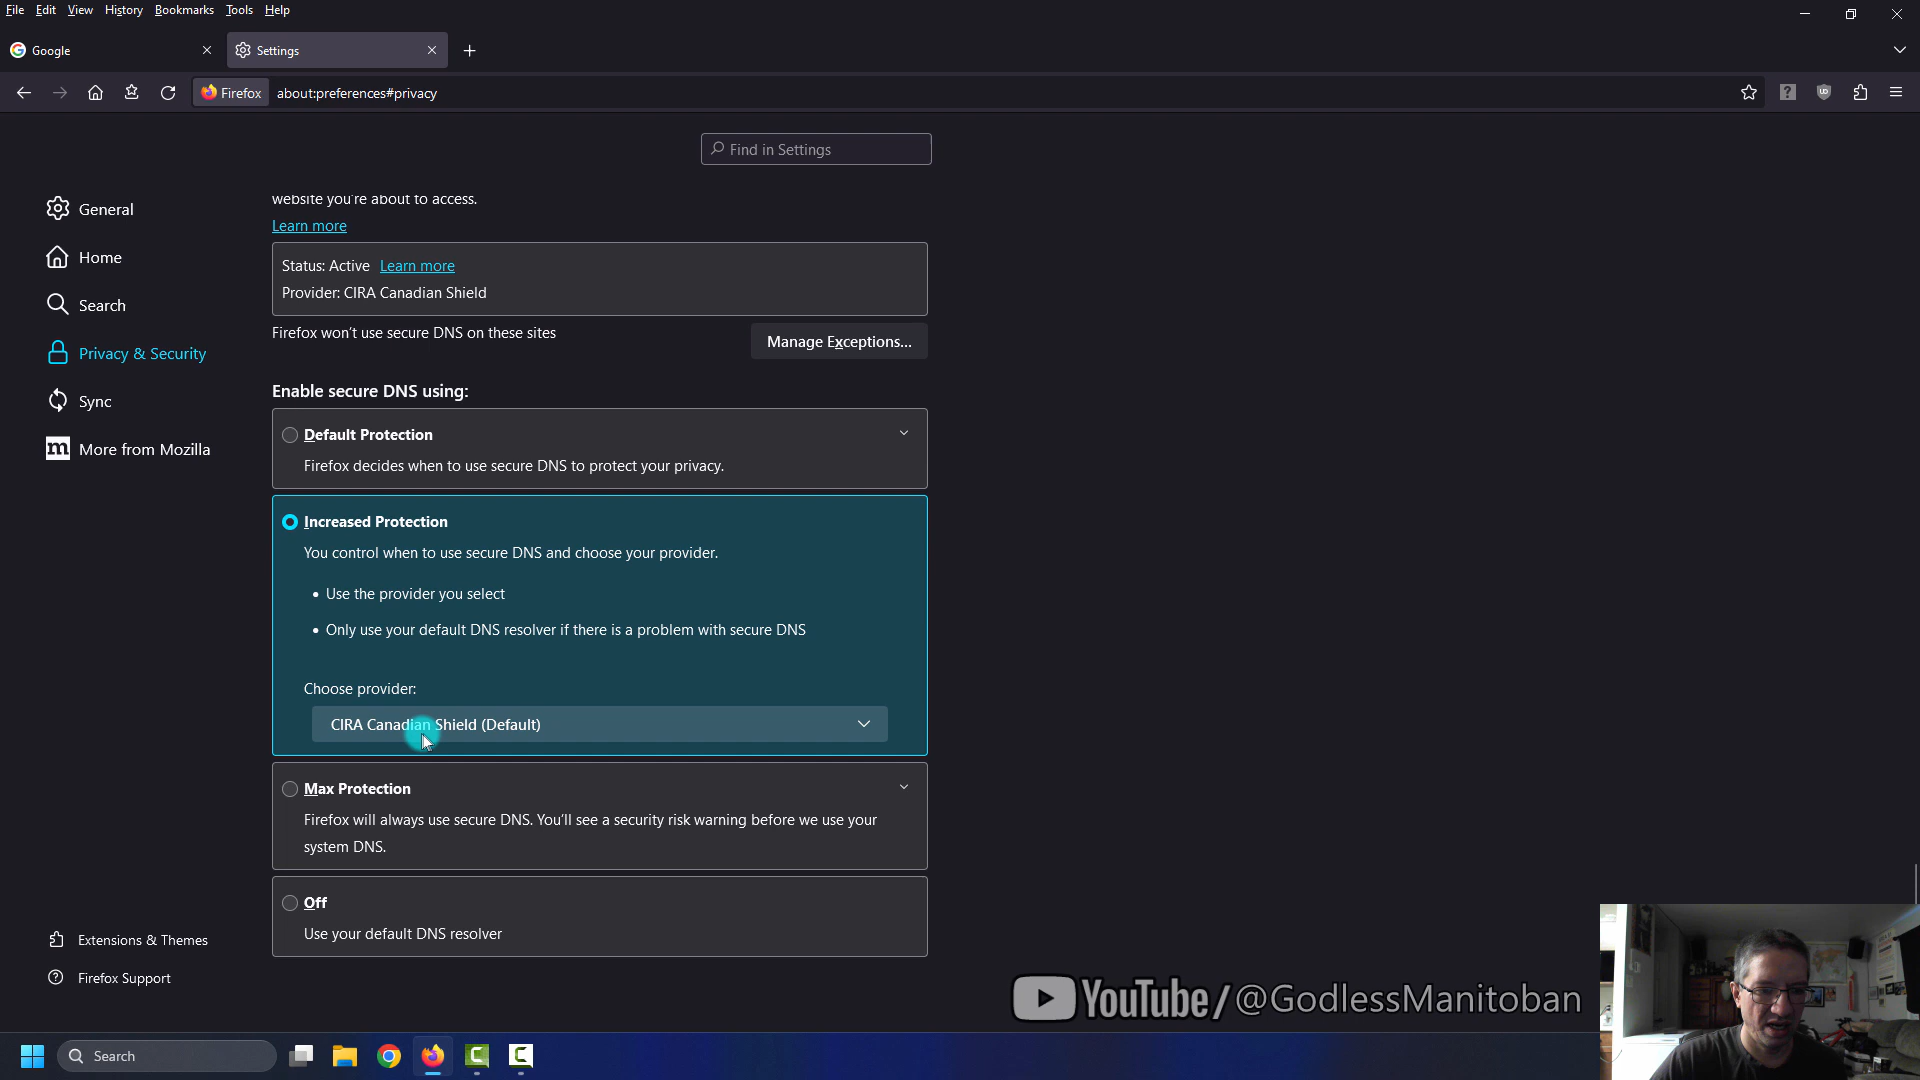 File Edit View History Bookmarks Tools Help
Google
Settings
Firefox about:preferences#privacy
Find in Settings
General
Home
Search
Privacy & Security
Sync
m More from Mozilla
Extensions & Themes
Firefox Support
website you're about to access.
Learn more
Status: Active Learn more
Provider: CIRA Canadian Shield
Firefox won't use secure DNS on these sites
Manage Exceptions...
Enable secure DNS using:
Default Protection
Firefox decides when to use secure DNS to protect your privacy.
Increased Protection
You control when to use secure DNS and choose your provider.
• Use the provider you select
• Only use your default DNS resolver if there is a problem with secure DNS
Choose provider:
CIRA Canadian Shield (Default)
Max Protection
Firefox will always use secure DNS. You'll see a security risk warning before we use your
system DNS.
Off
Use your default DNS resolver
YouTube/@GodlessManitoban
Search